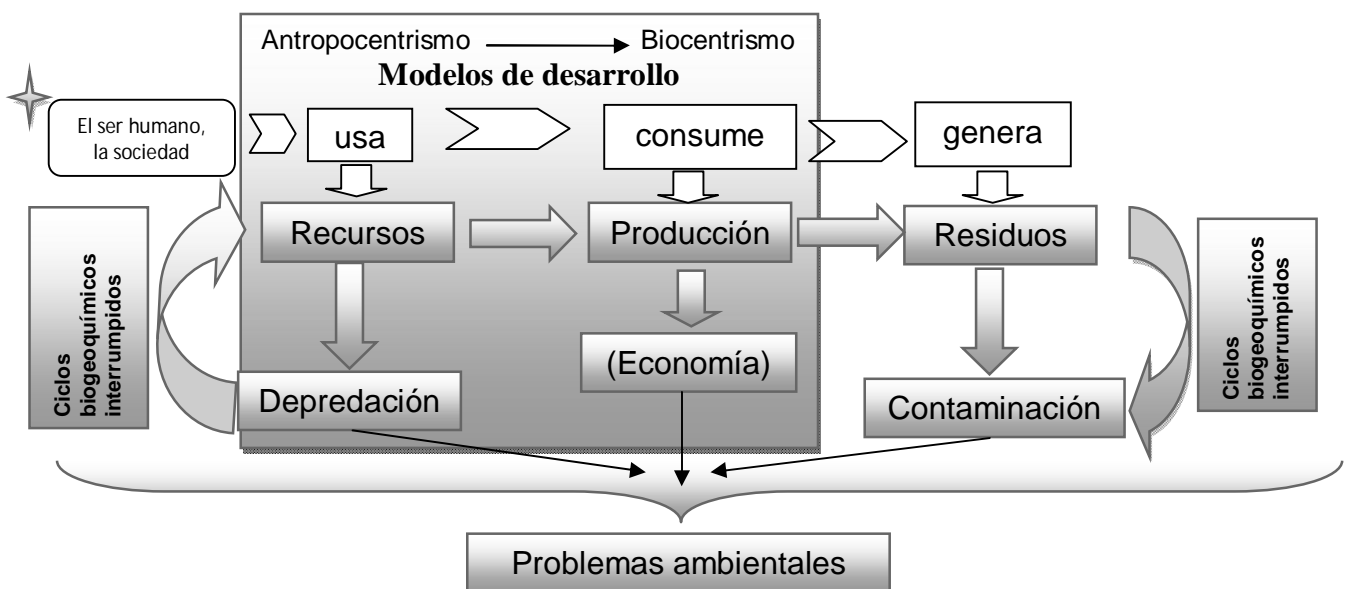 Antropocentrismo Biocentrismo
Modelos de desarrollo
El ser humano,
la sociedad
usa
consume
genera
Recursos
Producción
Residuos
Ciclos
biogeoquímicos
interrumpidos
Ciclos
biogeoquímicos
interrumpidos
(Economía)
Depredación
Contaminación
Problemas ambientales